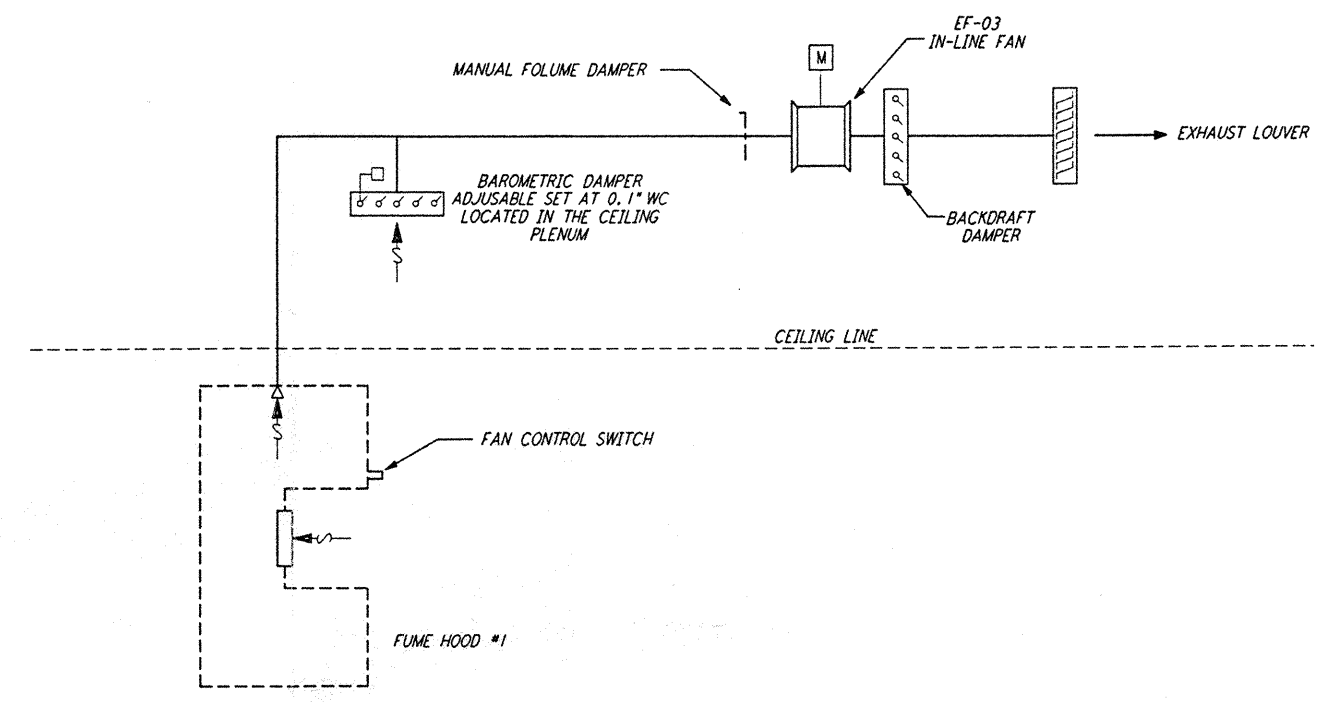 EF-03
IN-LINE FAN
M
MANUAL FOLUME DAMPER
EXHAUST LOUVER
BAROMETRIC DAMPER
ADJUSABLE SET AT 0.1" WC
LOCATED IN THE CEILING
PLENUM
BACKDRAFT
DAMPER
CEILING LINE
FAN CONTROL SWITCH
FUME HOOD #1